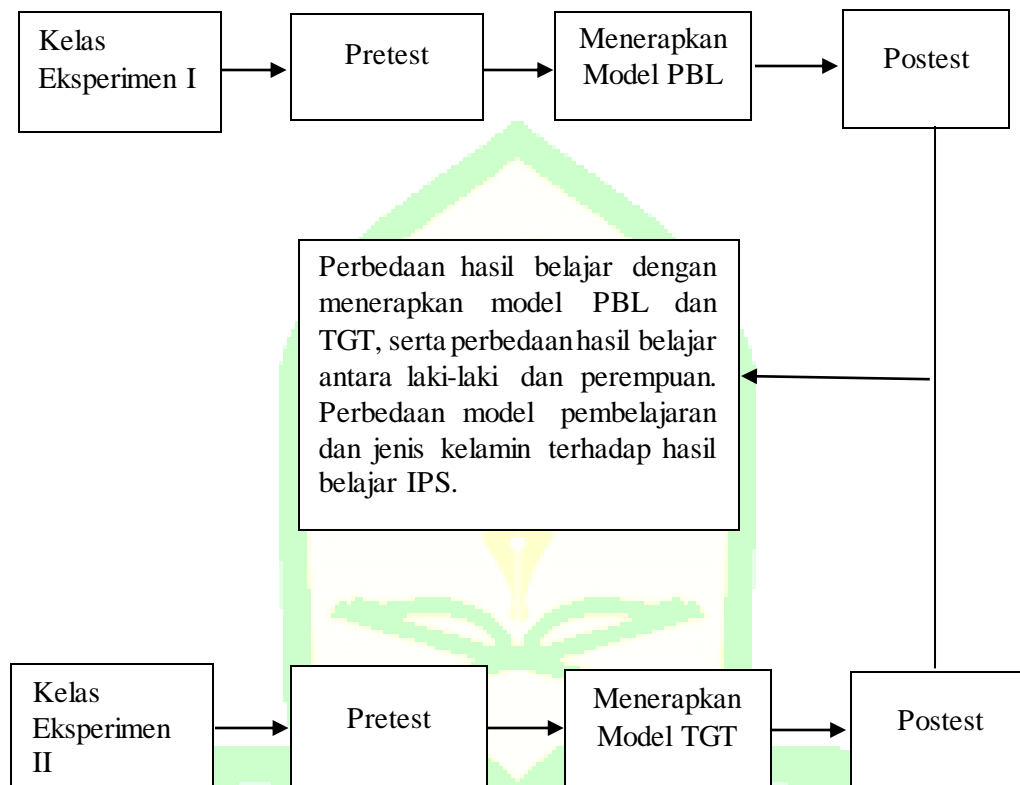 Kelas
Eksperimen I
Pretest
Menerapkan
Model PBL
Postest
Perbedaan hasil belajar dengan
menerapkan model PBL dan
TGT, serta perbedaan hasil belajar
antara laki-laki dan perempuan.
Perbedaan model pembelajaran
dan jenis kelamin terhadap hasil
belajar IPS.
Kelas
Eksperimen
II
Pretest
Menerapkan
Model TGT
Postest